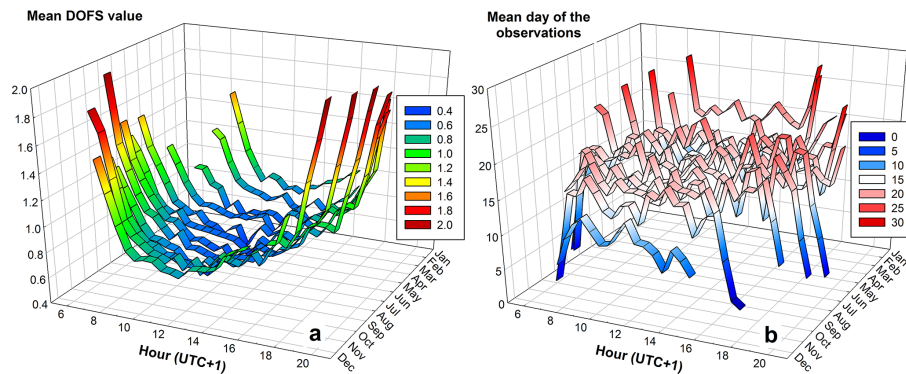 Mean DOFS value
2.0
1.8
1.6
1.4
1.2
1.0
0.8
0.6
0.4
6
8
10
12
14
16
18
20
Hour (UTC+1)
Jan
Feb
Mar
Apr
May
Jun
Jul
Aug
Sep
Oct
Nov
Dec
0.4
0.6
0.8
1.0
1.2
1.4
1.6
1.8
2.0
a
Mean day of the
observations
30
25
20
15
10
5
0
6
8
10
12
14
16
18
20
Hour (UTC+1)
Jan
Feb
Mar
Apr
May
Jun
Jul
Aug
Sep
Oct
Nov
Dec
0
5
10
15
20
25
30
b